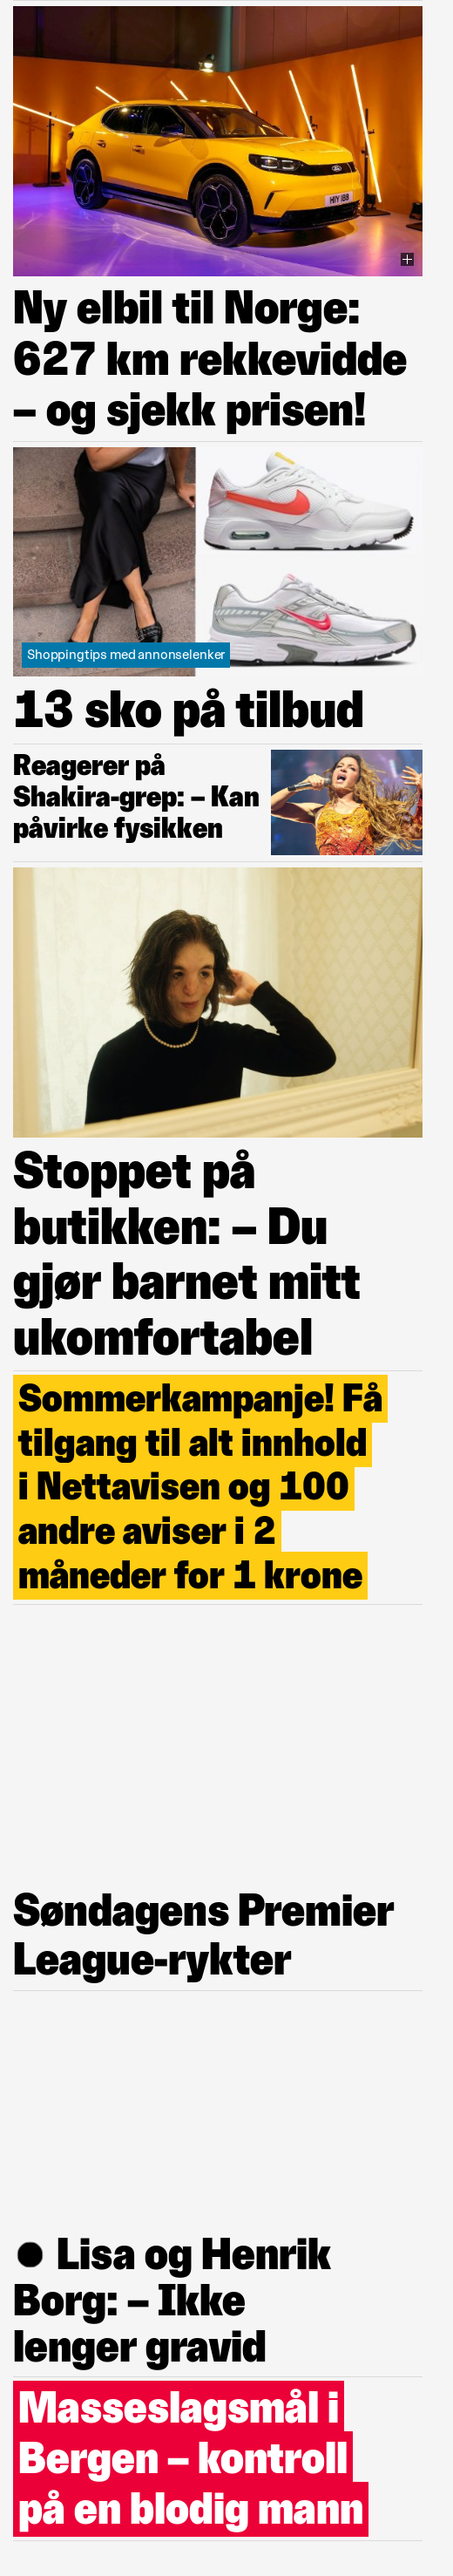 HIY 188
Ny elbil til Norge:
627 km rekkevidde
– og sjekk prisen!
Shoppingtips med annonselenker
13 sko på tilbud
Reagerer på
Shakira-grep: – Kan
påvirke fysikken
Stoppet på
butikken: – Du
gjør barnet mitt
ukomfortabel
Sommerkampanje! Få
tilgang til alt innhold
i Nettavisen og 100
andre aviser i 2
måneder for 1 krone
Søndagens Premier
League-rykter
Lisa og Henrik
Borg: – Ikke
lenger gravid
Masseslagsmål i
Bergen – kontroll
på en blodig mann